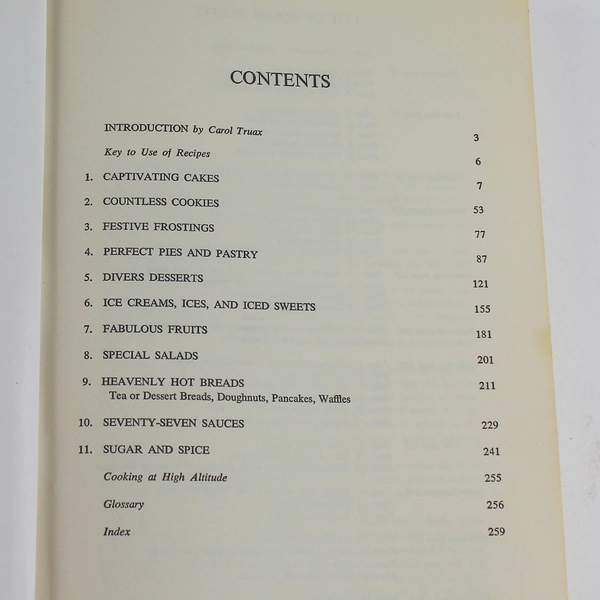 CONTENTS
INTRODUCTION by Carol Truax 3
Key to Use of Recipes 6
1. CAPTIVATING CAKES 7
2. COUNTLESS COOKIES 53
3. FESTIVE FROSTINGS 77
4. PERFECT PIES AND PASTRY 87
5. DIVERS DESSERTS 121
6. ICE CREAMS, ICES, AND ICED SWEETS 155
7. FABULOUS FRUITS 181
8. SPECIAL SALADS 201
9. HEAVENLY HOT BREADS 211
Tea or Dessert Breads, Doughnuts, Pancakes, Waffles
10. SEVENTY-SEVEN SAUCES 229
11. SUGAR AND SPICE 241
Cooking at High Altitude 255
Glossary 256
Index 259